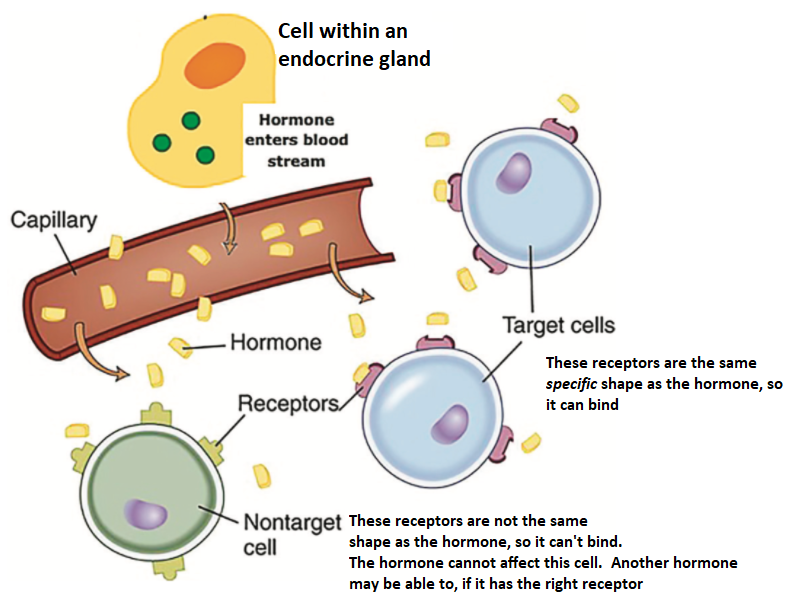 Cell within an
endocrine gland
Hormone
enters blood
stream
Capillary
Hormone
Target cells
These receptors are the same
specific shape as the hormone, so
it can bind
Receptors
Nontarget
cell
These receptors are not the same
shape as the hormone, so it can't bind.
The hormone cannot affect this cell.  Another hormone
may be able to, if it has the right receptor